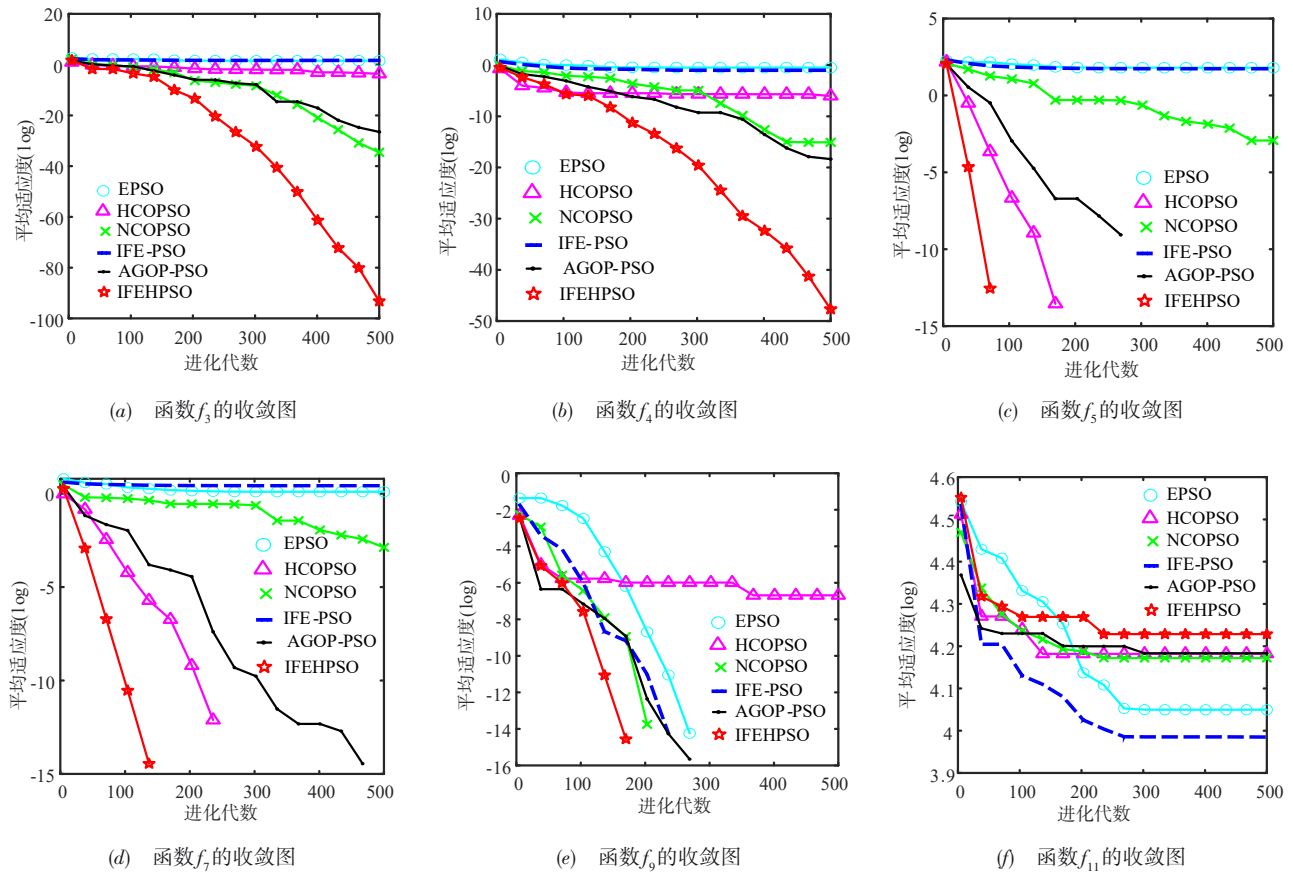 平均适应度(log)
20
0
-20
-40
-60
-80
-100
EPSO
HCOPSO
NCOPSO
IFE-PSO
AGOP-PSO
IFEHPSO
0 100 200 300 400 500
进化代数
(a) 函数f3的收敛图
平均适应度(log)
10
0
-10
-20
-30
-40
-50
EPSO
HCOPSO
NCOPSO
IFE-PSO
AGOP-PSO
IFEHPSO
0 100 200 300 400 500
进化代数
(b) 函数f4的收敛图
平均适应度(log)
5
0
-5
-10
-15
EPSO
HCOPSO
NCOPSO
IFE-PSO
AGOP-PSO
IFEHPSO
0 100 200 300 400 500
进化代数
(c) 函数f5的收敛图
平均适应度(log)
0
-5
-10
-15
EPSO
HCOPSO
NCOPSO
IFE-PSO
AGOP-PSO
IFEHPSO
0 100 200 300 400 500
进化代数
(d) 函数f7的收敛图
平均适应度(log)
0
-2
-4
-6
-8
-10
-12
-14
-16
EPSO
HCOPSO
NCOPSO
IFE-PSO
AGOP-PSO
IFEHPSO
0 100 200 300 400 500
进化代数
(e) 函数f9的收敛图
平均适应度(log)
4.6
4.5
4.4
4.3
4.2
4.1
4
3.9
EPSO
HCOPSO
NCOPSO
IFE-PSO
AGOP-PSO
IFEHPSO
0 100 200 300 400 500
进化代数
(f) 函数f11的收敛图